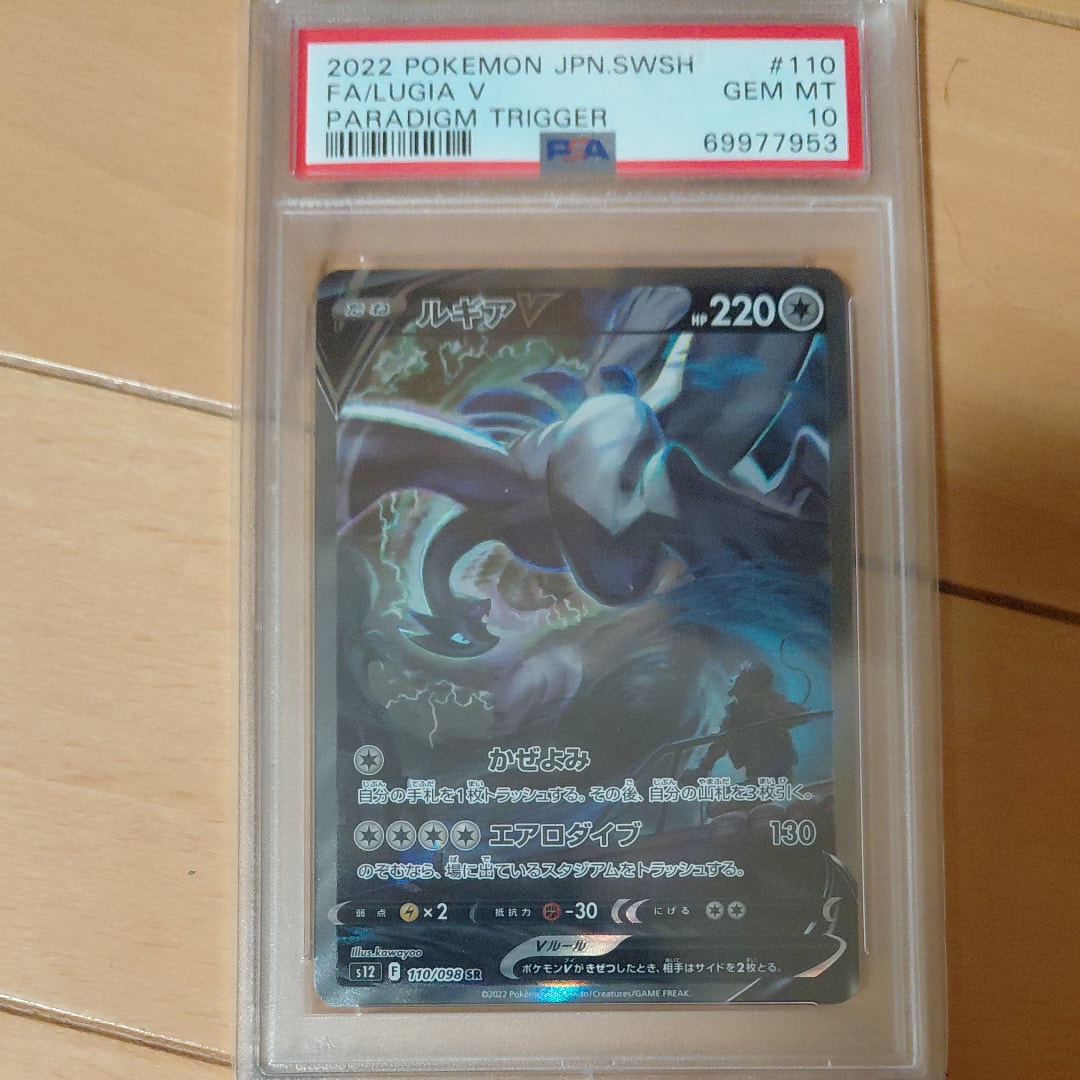 2022 POKEMON JPN.SWSH #110
FA/LUGIA V GEM MT
PARADIGM TRIGGER 10
PSA 69977953
たね ルギアV HP 220
かぜよみ
自分の手札を1枚トラッシュする。その後、自分の山札を3枚引く。
エアロダイブ 130
のぞむなら、場に出ているスタジアムをトラッシュする。
弱点 ×2 抵抗力 -30 にげる
Illus.kawayoo
Vルール
s12 F 110/098 SR ポケモンVがきぜつしたとき、相手はサイドを2枚とる。
©2022 Pokémon/Nintendo/Creatures/GAME FREAK.